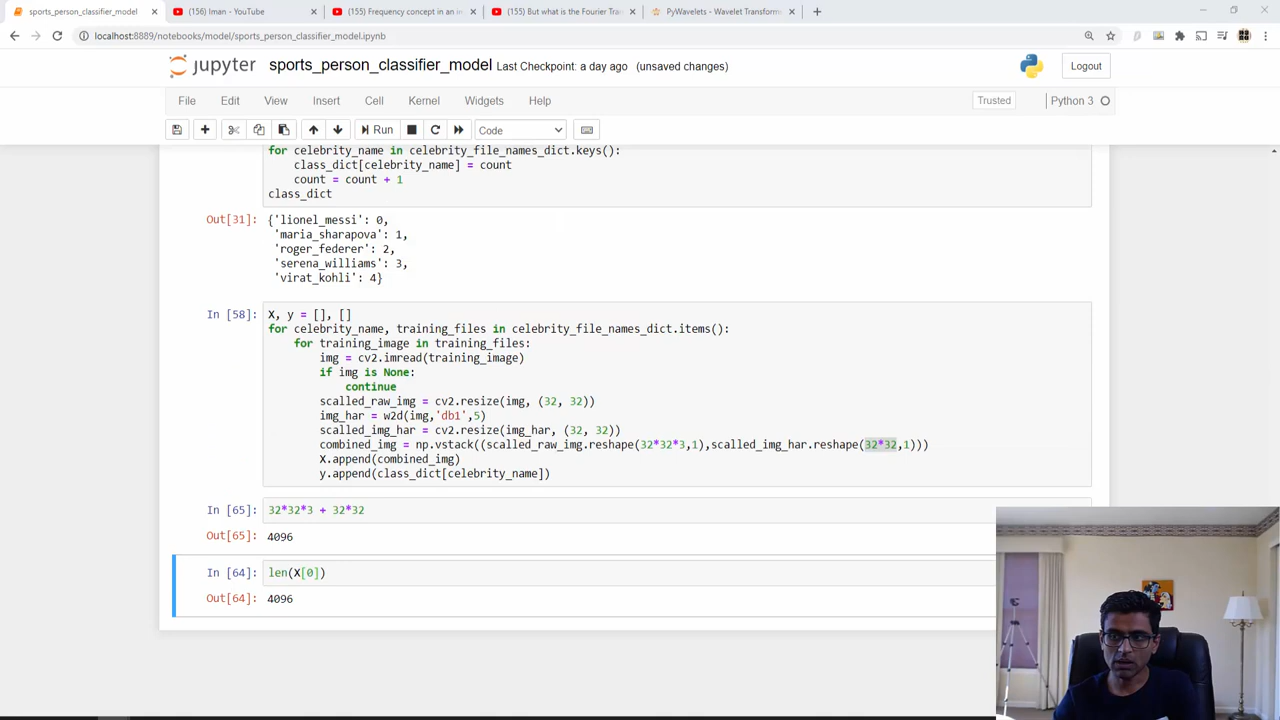 sports_person_classifier_model
(156) Iman - YouTube
(155) Frequency concept in an i
(155) But what is the Fourier Tra
PyWavelets - Wavelet Transform
localhost:8889/notebooks/model/sports_person_classifier_model.ipynb
jupyter sports_person_classifier_model Last Checkpoint: a day ago (unsaved changes)
Logout
File Edit View Insert Cell Kernel Widgets Help
Trusted Python 3
Run Code
for celebrity_name in celebrity_file_names_dict.keys():
class_dict[celebrity_name] = count
count = count + 1
class_dict
Out[31]: {'lionel_messi': 0,
'maria_sharapova': 1,
'roger_federer': 2,
'serena_williams': 3,
'virat_kohli': 4}
In [58]: X, y = [], []
for celebrity_name, training_files in celebrity_file_names_dict.items():
for training_image in training_files:
img = cv2.imread(training_image)
if img is None:
continue
scalled_raw_img = cv2.resize(img, (32, 32))
img_har = w2d(img,'db1',5)
scalled_img_har = cv2.resize(img_har, (32, 32))
combined_img = np.vstack((scalled_raw_img.reshape(32*32*3,1),scalled_img_har.reshape(32*32,1)))
X.append(combined_img)
y.append(class_dict[celebrity_name])
In [65]: 32*32*3 + 32*32
Out[65]: 4096
In [64]: len(X[0])
Out[64]: 4096